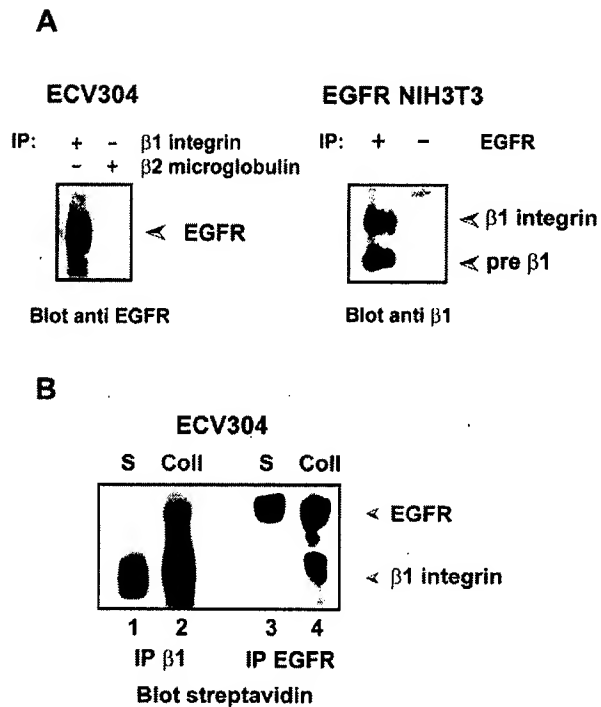 A
ECV304
EGFR NIH3T3
IP: + - β1 integrin
- + β2 microglobulin
IP: + - EGFR
EGFR
β1 integrin
pre β1
Blot anti EGFR
Blot anti β1
B
ECV304
S Coll S Coll
EGFR
β1 integrin
1 2 3 4
IP β1 IP EGFR
Blot streptavidin